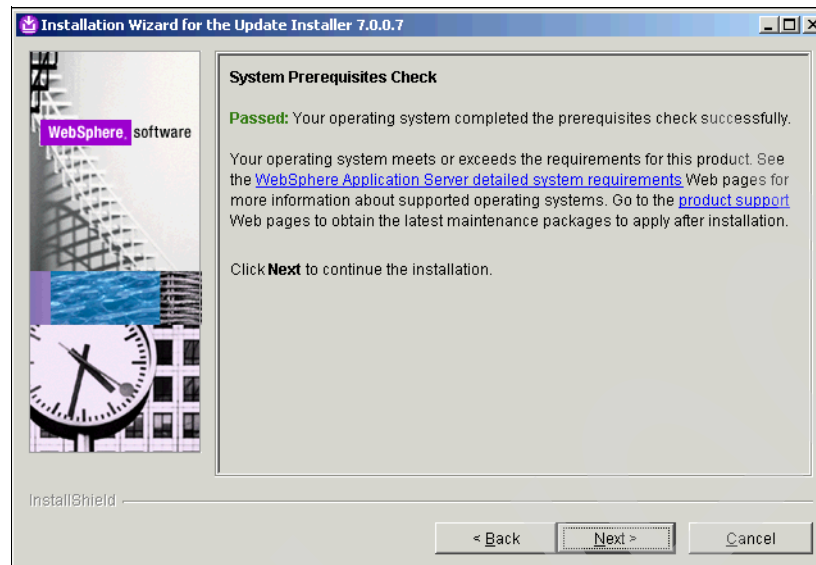 Installation Wizard for the Update Installer 7.0.0.7
WebSphere. software
System Prerequisites Check
Passed: Your operating system completed the prerequisites check successfully.
Your operating system meets or exceeds the requirements for this product. See
the WebSphere Application Server detailed system requirements Web pages for
more information about supported operating systems. Go to the product support
Web pages to obtain the latest maintenance packages to apply after installation.
Click Next to continue the installation.
InstallShield
< Back
Next >
Cancel